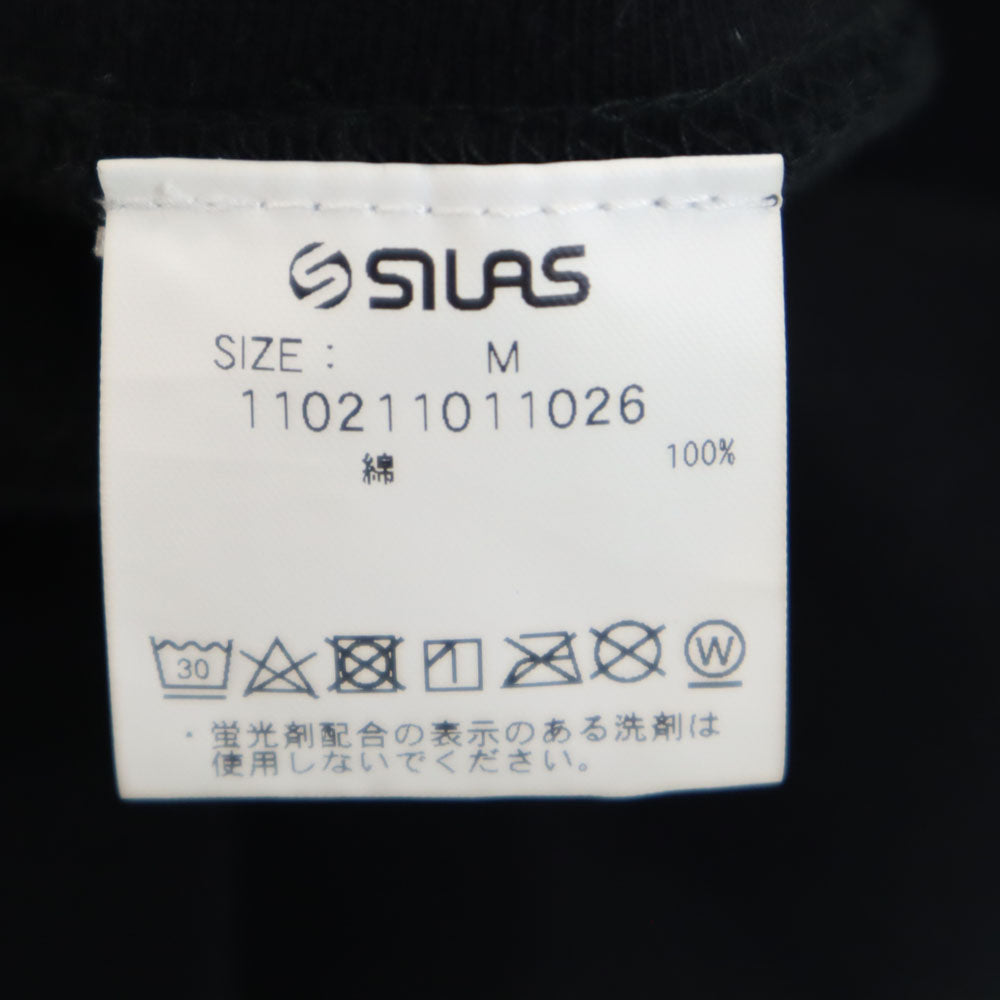 SILAS
SIZE : M
110211011026
綿 100%
30
W
・蛍光剤配合の表示のある洗剤は
使用しないでください。